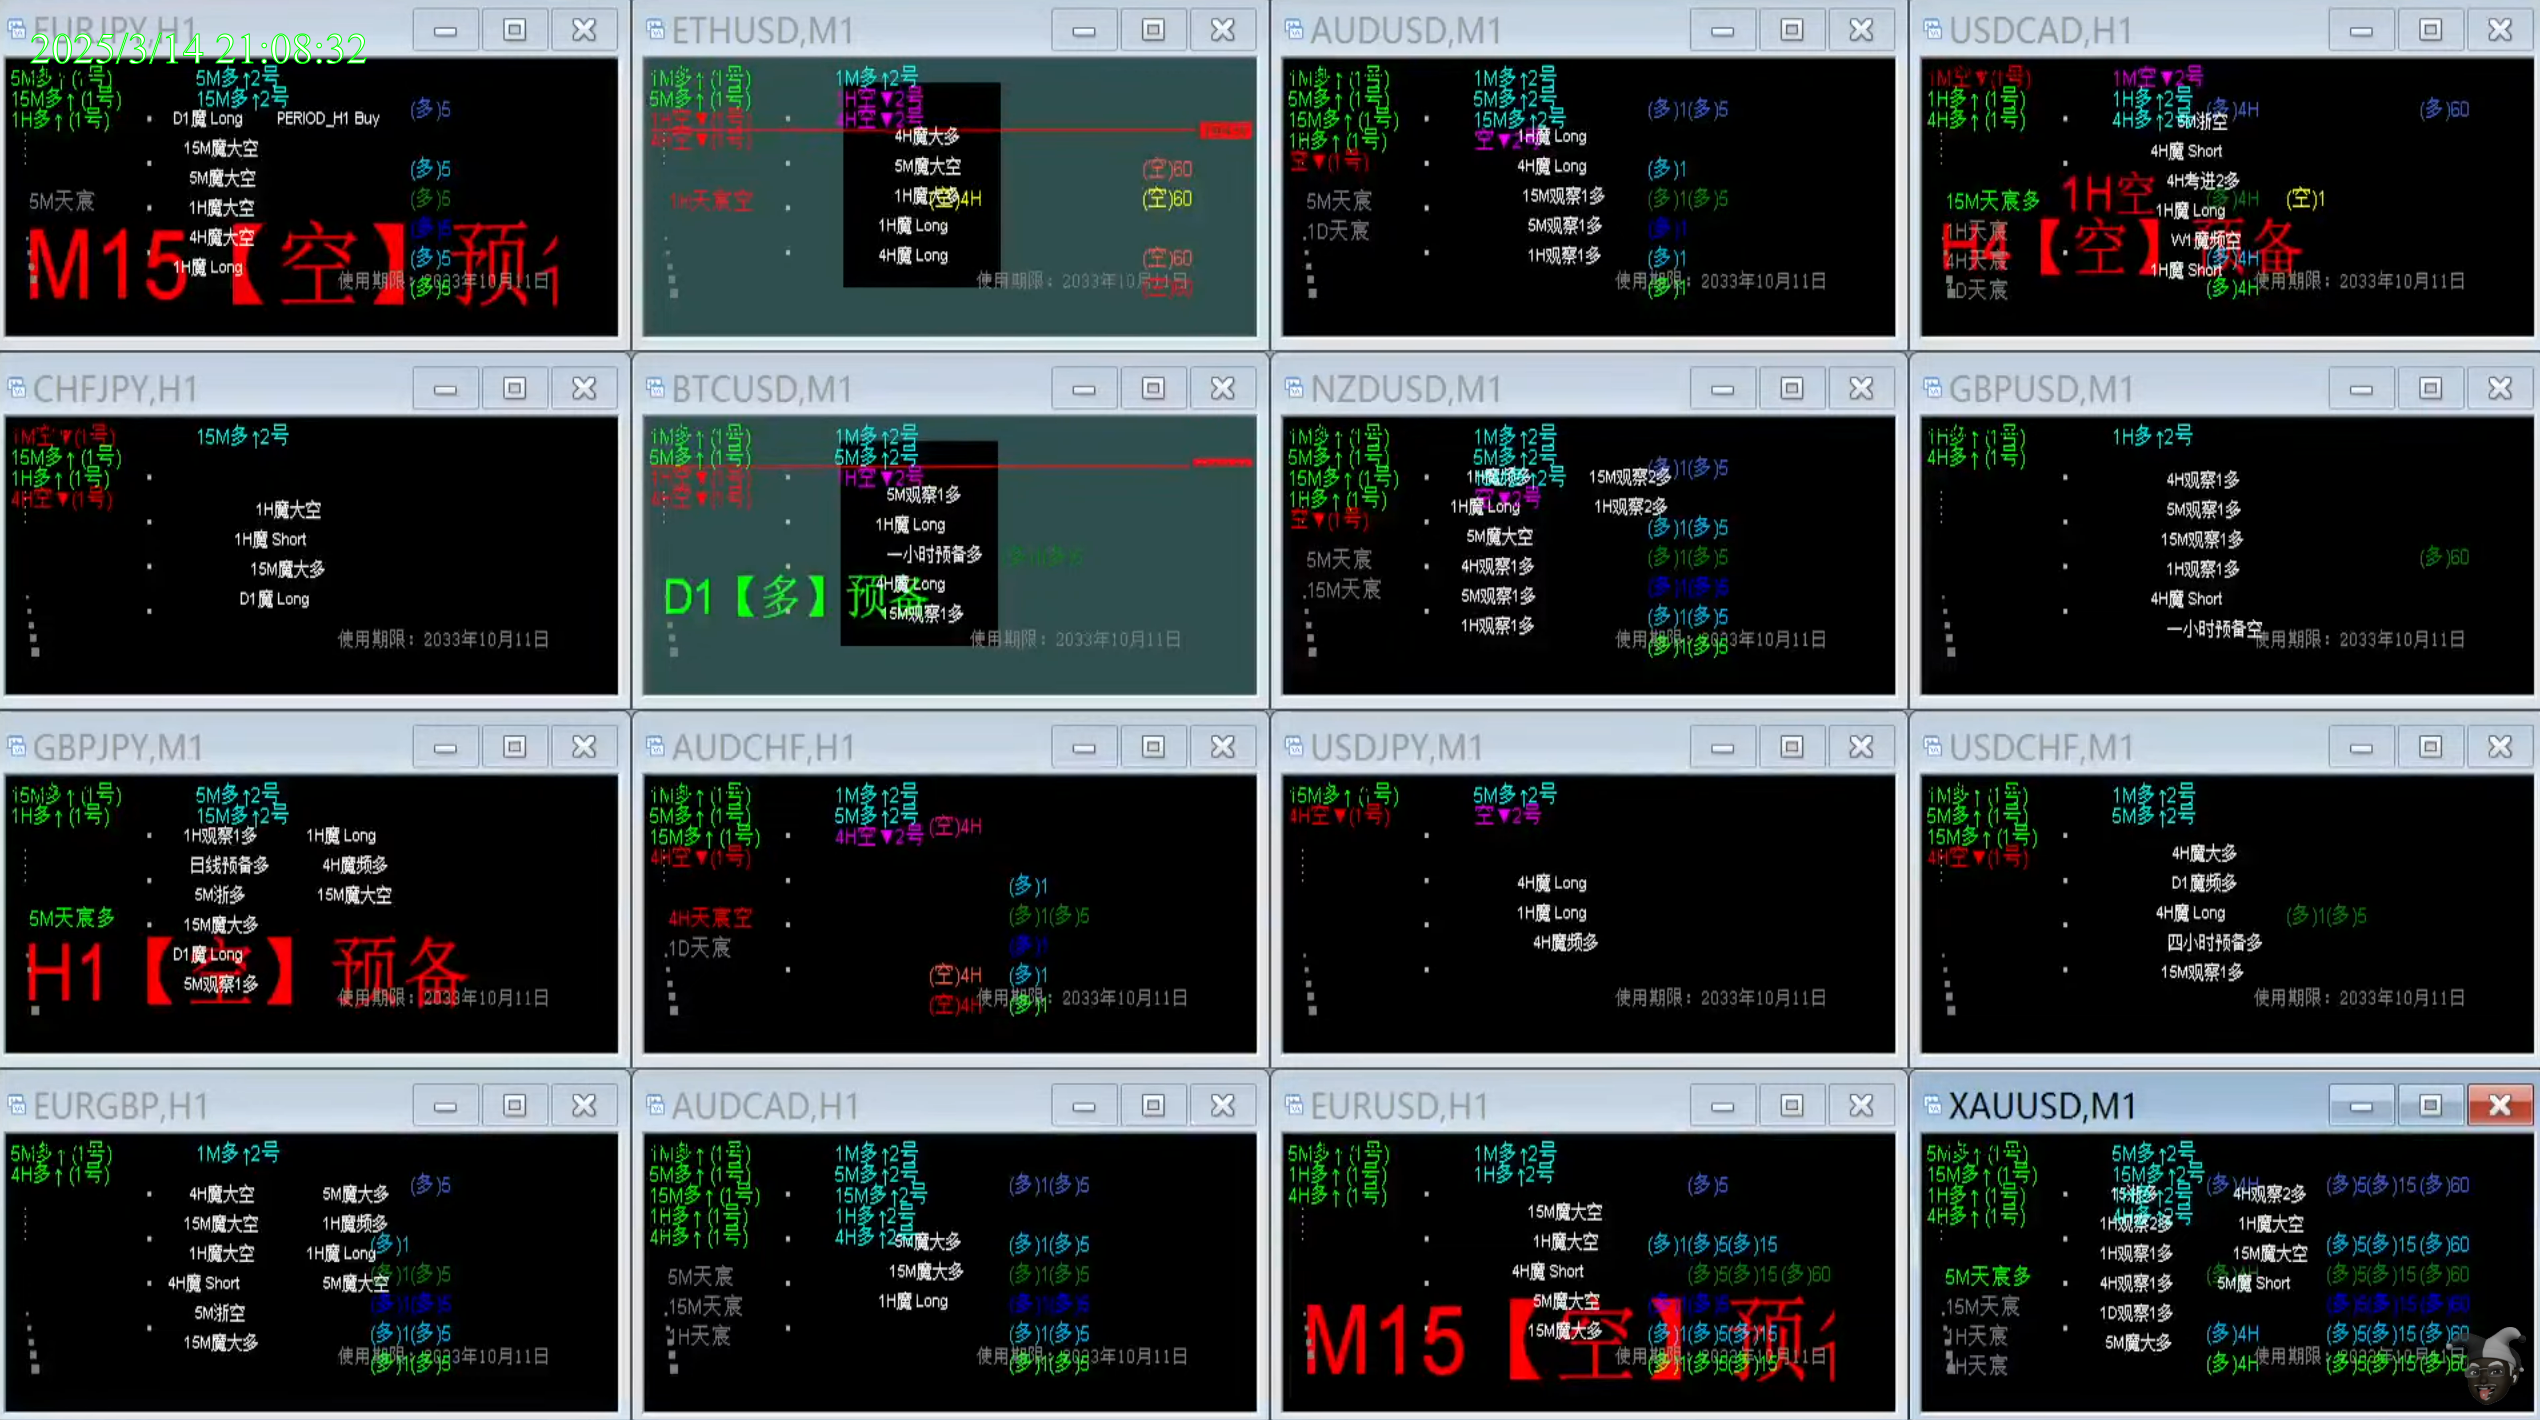 EURJPY,H1
2025/3/14 21:08:32
5M多↑(1号) 5M多↑2号
15M多↑(1号) 15M多↑2号
1H多↑(1号) D1魔 Long PERIOD_H1 Buy (多)5
15M魔大空
5M魔大空 (多)5
5M天宸 1H魔大空 (多)5
4H魔大空 (多)5
1H魔 Long (多)5
M15【空】预
使用期限：2033年10月11日
ETHUSD,M1
1M多↑(1号) 1M多↑2号
5M多↑(1号) 1H空▼2号
1H空▼(1号) 4H空▼2号
4H空▼(1号) 4H魔大多
5M魔大空 (空)60
1H天宸空 1H魔大多 (空)4H (空)60
1H魔 Long
4H魔 Long (空)60
使用期限：2033年10月11日
AUDUSD,M1
1M多↑(1号) 1M多↑2号
5M多↑(1号) 5M多↑2号 (多)1(多)5
15M多↑(1号) 15M多↑2号
1H多↑(1号) 空▼2号 1H魔 Long
空▼(1号) 4H魔 Long (多)1
5M天宸 15M观察1多 (多)1(多)5
1D天宸 5M观察1多 (多)1
1H观察1多 (多)1
(多)1
使用期限：2033年10月11日
USDCAD,H1
1M空▼(1号) 1M空▼2号
1H多↑(1号) 1H多↑2号 (多)4H (多)60
4H多↑(1号) 4H多↑2号 5M浙空
4H魔 Short
1H空 4H考进2多
15M天宸多 (多)4H (空)1
1H魔 Long
1H天宸 W1魔频空
4H天宸 (多)4H
H4【空】预备
1H魔 Short
1D天宸 (多)4H
使用期限：2033年10月11日
CHFJPY,H1
1M空▼(1号) 15M多↑2号
15M多↑(1号)
1H多↑(1号)
4H空▼(1号)
1H魔大空
1H魔 Short
15M魔大多
D1魔 Long
使用期限：2033年10月11日
BTCUSD,M1
1M多↑(1号) 1M多↑2号
5M多↑(1号) 5M多↑2号
1H空▼(1号) 1H空▼2号
4H空▼(1号) 5M观察1多
1H魔 Long
一小时预备多 (多)1(多)5
4H魔 Long
D1【多】预备
15M观察1多
使用期限：2033年10月11日
NZDUSD,M1
1M多↑(1号) 1M多↑2号
5M多↑(1号) 5M多↑2号 (多)1(多)5
15M多↑(1号) 1H魔频多 15M观察2多
1H多↑(1号) 空▼2号
空▼(1号) 1H魔 Long 1H观察2多
5M魔大空 (多)1(多)5
5M天宸 4H观察1多 (多)1(多)5
15M天宸 5M观察1多 (多)1(多)5
1H观察1多 (多)1(多)5
(多)1(多)5
使用期限：2033年10月11日
GBPUSD,M1
1H多↑(1号) 1H多↑2号
4H多↑(1号)
4H观察1多
5M观察1多
15M观察1多
1H观察1多 (多)60
4H魔 Short
一小时预备空
使用期限：2033年10月11日
GBPJPY,M1
15M多↑(1号) 5M多↑2号
1H多↑(1号) 15M多↑2号
1H观察1多 1H魔 Long
日线预备多 4H魔频多
5M浙多 15M魔大空
5M天宸多 15M魔大多
D1魔 Long
H1【空】预备
5M观察1多
使用期限：2033年10月11日
AUDCHF,H1
1M多↑(1号) 1M多↑2号
5M多↑(1号) 5M多↑2号
15M多↑(1号) 4H空▼2号 (空)4H
4H空▼(1号)
(多)1
4H天宸空 (多)1(多)5
1D天宸 (多)1
(空)4H (多)1
(空)4H (多)1
使用期限：2033年10月11日
USDJPY,M1
15M多↑(1号) 5M多↑2号
4H空▼(1号) 空▼2号
4H魔 Long
1H魔 Long
4H魔频多
使用期限：2033年10月11日
USDCHF,M1
1M多↑(1号) 1M多↑2号
5M多↑(1号) 5M多↑2号
15M多↑(1号)
4H空▼(1号) 4H魔大多
D1魔频多
4H魔 Long (多)1(多)5
四小时预备多
15M观察1多
使用期限：2033年10月11日
EURGBP,H1
5M多↑(1号) 1M多↑2号
4H多↑(1号)
4H魔大空 5M魔大多 (多)5
15M魔大空 1H魔频多
1H魔大空 1H魔 Long (多)1
4H魔 Short 5M魔大空 (多)1(多)5
5M浙空 (多)1(多)5
15M魔大多 (多)1(多)5
(多)1(多)5
使用期限：2033年10月11日
AUDCAD,H1
1M多↑(1号) 1M多↑2号
5M多↑(1号) 5M多↑2号 (多)1(多)5
15M多↑(1号) 15M多↑2号
1H多↑(1号) 1H多↑2号
4H多↑(1号) 4H多↑2号 5M魔大多 (多)1(多)5
5M天宸 15M魔大多 (多)1(多)5
15M天宸 1H魔 Long (多)1(多)5
1H天宸 (多)1(多)5
(多)1(多)5
使用期限：2033年10月11日
EURUSD,H1
5M多↑(1号) 1M多↑2号
1H多↑(1号) 1H多↑2号 (多)5
4H多↑(1号)
15M魔大空
1H魔大空 (多)1(多)5(多)15
4H魔 Short (多)5(多)15(多)60
5M魔大空
M15【空】预
15M魔大多 (多)1(多)5(多)15
(多)1(多)5(多)15
使用期限：2033年10月11日
XAUUSD,M1
5M多↑(1号) 5M多↑2号
15M多↑(1号) 15M多↑2号 (多)4H (多)5(多)15(多)60
1H多↑(1号) 4H观察2多
4H多↑(1号) 1H观察2多 1H魔大空
1H观察1多 15M魔大空 (多)5(多)15(多)60
5M天宸多 4H观察1多 5M魔 Short (多)5(多)15(多)60
15M天宸 1D观察1多 (多)5(多)15(多)60
1H天宸 5M魔大多 (多)4H (多)5(多)15(多)60
4H天宸 (多)4H (多)5(多)15(多)60
使用期限：